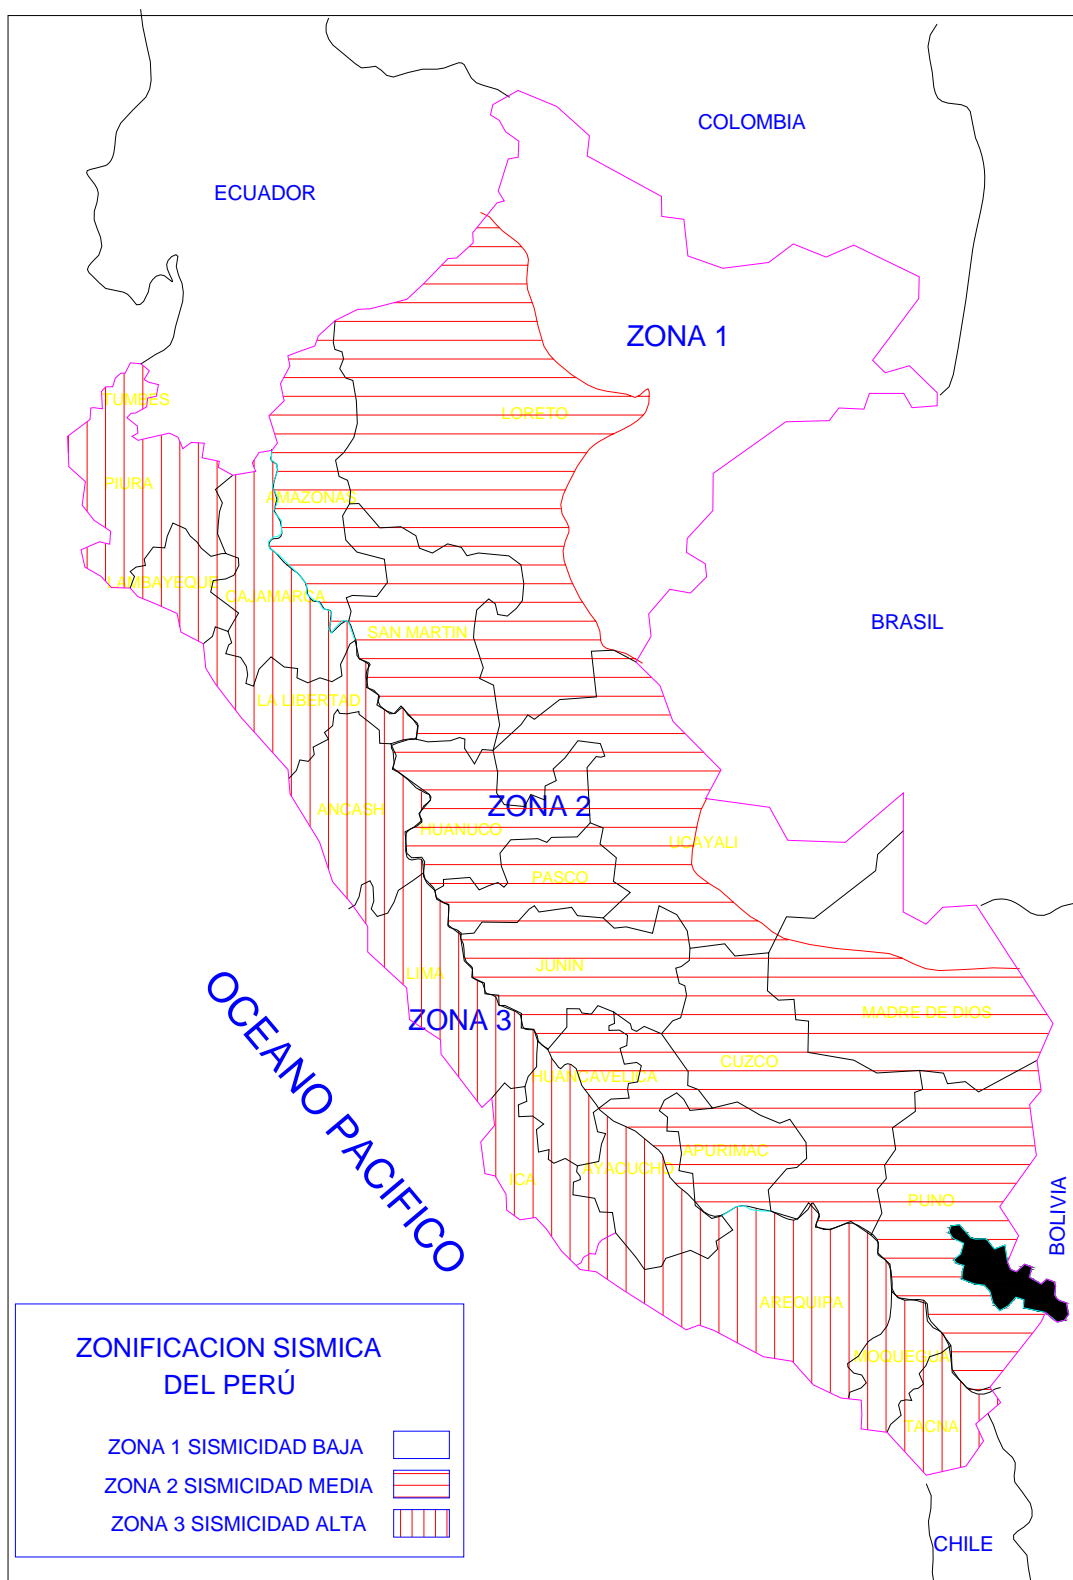 COLOMBIA
ECUADOR
ZONA 1
TUMBES
LORETO
PIURA
AMAZONAS
LAMBAYEQUE
CAJAMARCA
BRASIL
SAN MARTIN
LA LIBERTAD
ANCASH
ZONA 2
HUANUCO
UCAYALI
PASCO
LIMA
JUNIN
OCEANO PACIFICO
ZONA 3
MADRE DE DIOS
CUZCO
HUANCAVELICA
APURIMAC
ICA
AYACUCHO
PUNO
BOLIVIA
AREQUIPA
MOQUEGUA
TACNA
ZONIFICACION SISMICA
DEL PERÚ
ZONA 1 SISMICIDAD BAJA
ZONA 2 SISMICIDAD MEDIA
ZONA 3 SISMICIDAD ALTA
CHILE